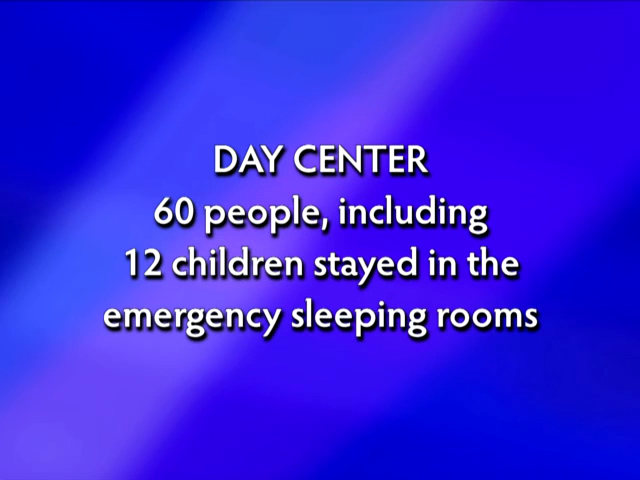 DAY CENTER
60 people, including
12 children stayed in the
emergency sleeping rooms